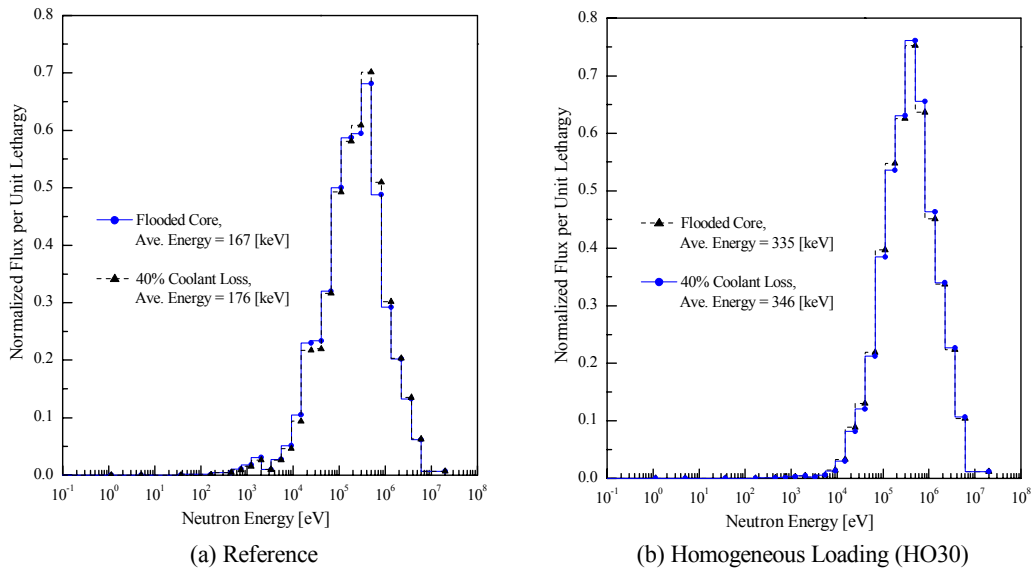 0.8
0.7
0.6
0.5
0.4
0.3
0.2
0.1
0.0
Normalized Flux per Unit Lethargy
Flooded Core,
Ave. Energy = 167 [keV]
40% Coolant Loss,
Ave. Energy = 176 [keV]
10⁻¹ 10⁰ 10¹ 10² 10³ 10⁴ 10⁵ 10⁶ 10⁷ 10⁸
Neutron Energy [eV]
(a) Reference
0.8
0.7
0.6
0.5
0.4
0.3
0.2
0.1
0.0
Normalized Flux per Unit Lethargy
Flooded Core,
Ave. Energy = 335 [keV]
40% Coolant Loss,
Ave. Energy = 346 [keV]
10⁻¹ 10⁰ 10¹ 10² 10³ 10⁴ 10⁵ 10⁶ 10⁷ 10⁸
Neutron Energy [eV]
(b) Homogeneous Loading (HO30)